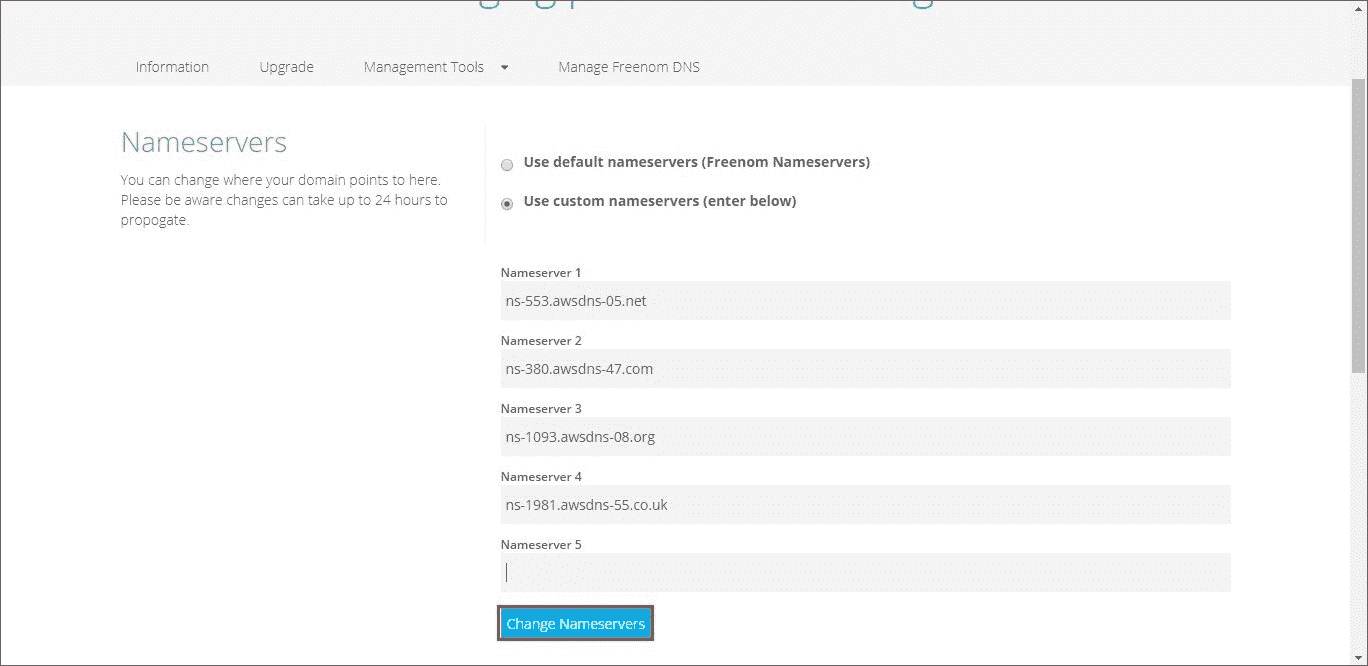 Information
Upgrade
Management Tools
Manage Freenom DNS
Nameservers
You can change where your domain points to here.
Please be aware changes can take up to 24 hours to
propogate.
Use default nameservers (Freenom Nameservers)
Use custom nameservers (enter below)
Nameserver 1
ns-553.awsdns-05.net
Nameserver 2
ns-380.awsdns-47.com
Nameserver 3
ns-1093.awsdns-08.org
Nameserver 4
ns-1981.awsdns-55.co.uk
Nameserver 5
Change Nameservers